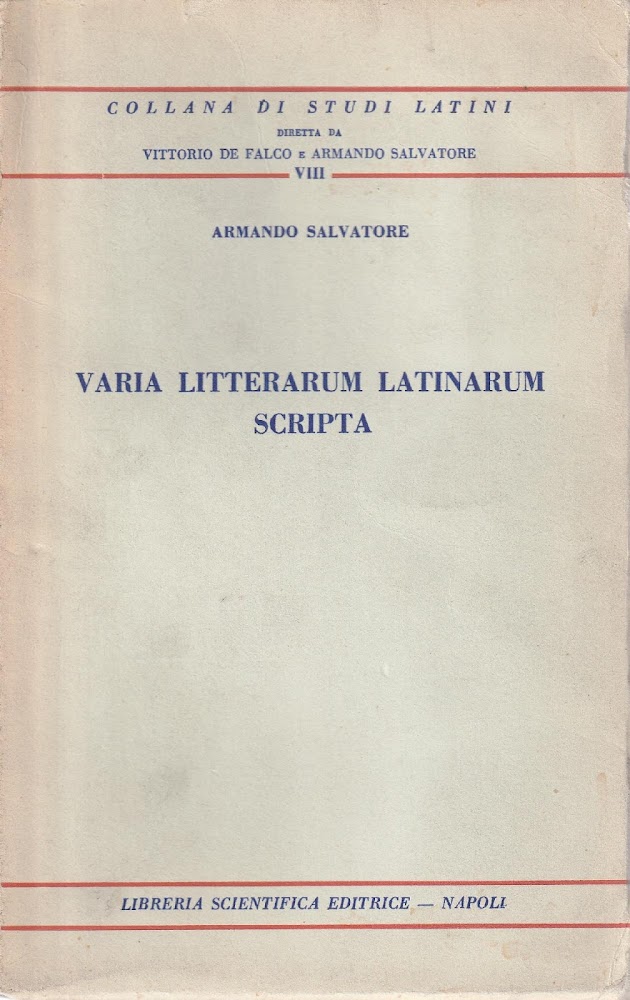 COLLANA DI STUDI LATINI
DIRETTA DA
VITTORIO DE FALCO E ARMANDO SALVATORE
VIII
ARMANDO SALVATORE
VARIA LITTERARUM LATINARUM
SCRIPTA
LIBRERIA SCIENTIFICA EDITRICE — NAPOLI